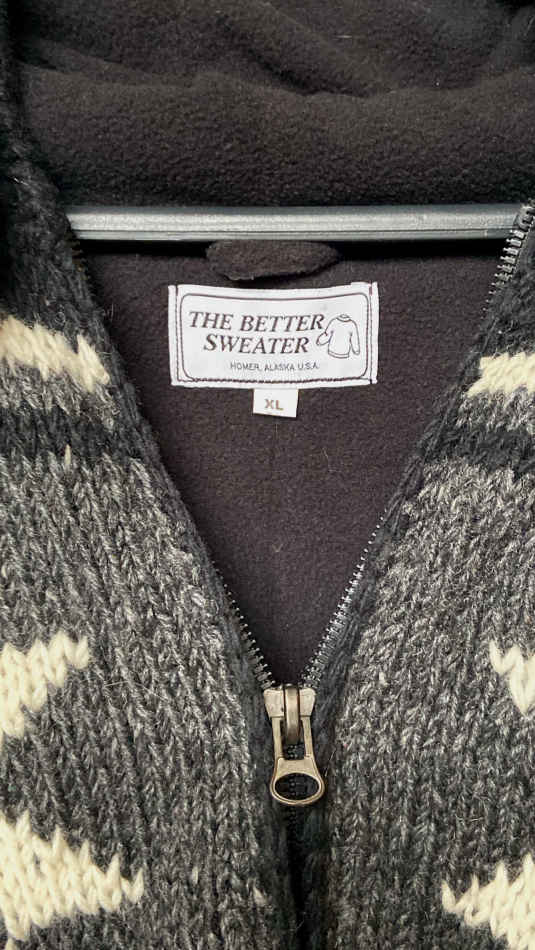 THE BETTER
SWEATER
HOMER, ALASKA U.S.A.
XL